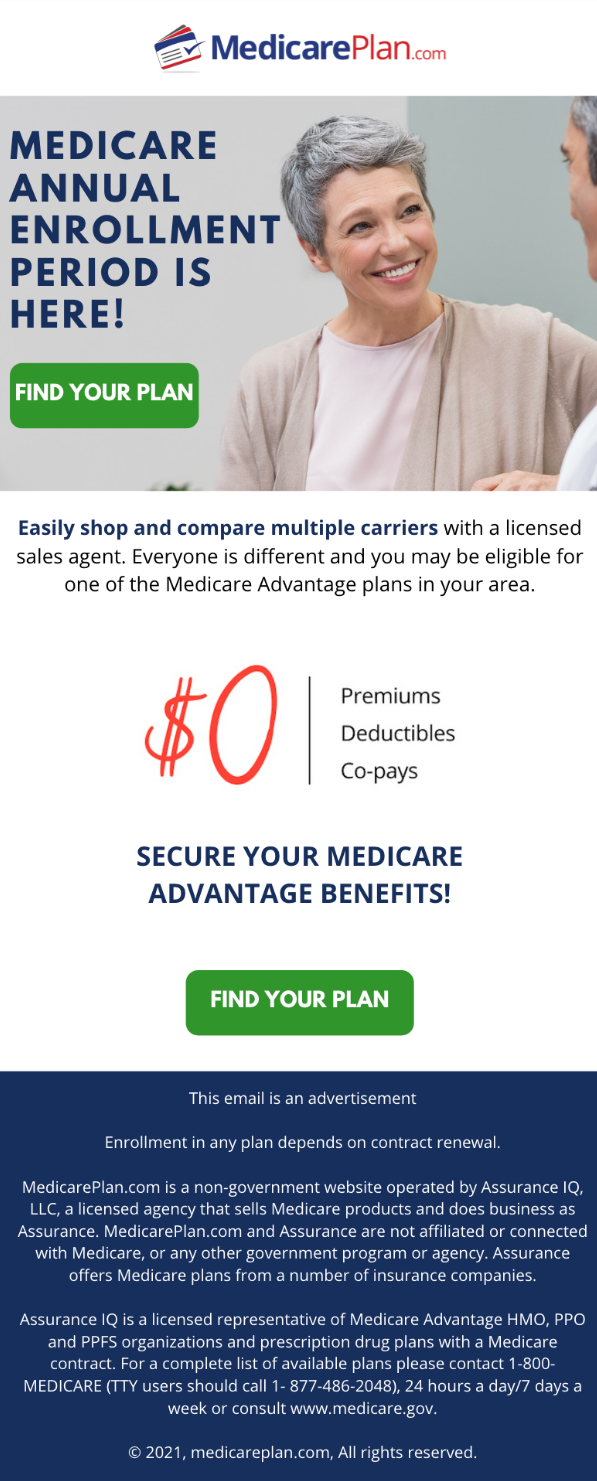 MedicarePlan.com
MEDICARE
ANNUAL
ENROLLMENT
PERIOD IS
HERE!
FIND YOUR PLAN
Easily shop and compare multiple carriers with a licensed
sales agent. Everyone is different and you may be eligible for
one of the Medicare Advantage plans in your area.
$0
Premiums
Deductibles
Co-pays
SECURE YOUR MEDICARE
ADVANTAGE BENEFITS!
FIND YOUR PLAN
This email is an advertisement
Enrollment in any plan depends on contract renewal.
MedicarePlan.com is a non-government website operated by Assurance IQ,
LLC, a licensed agency that sells Medicare products and does business as
Assurance. MedicarePlan.com and Assurance are not affiliated or connected
with Medicare, or any other government program or agency. Assurance
offers Medicare plans from a number of insurance companies.
Assurance IQ is a licensed representative of Medicare Advantage HMO, PPO
and PPFS organizations and prescription drug plans with a Medicare
contract. For a complete list of available plans please contact 1-800-
MEDICARE (TTY users should call 1- 877-486-2048), 24 hours a day/7 days a
week or consult www.medicare.gov.
© 2021, medicareplan.com, All rights reserved.